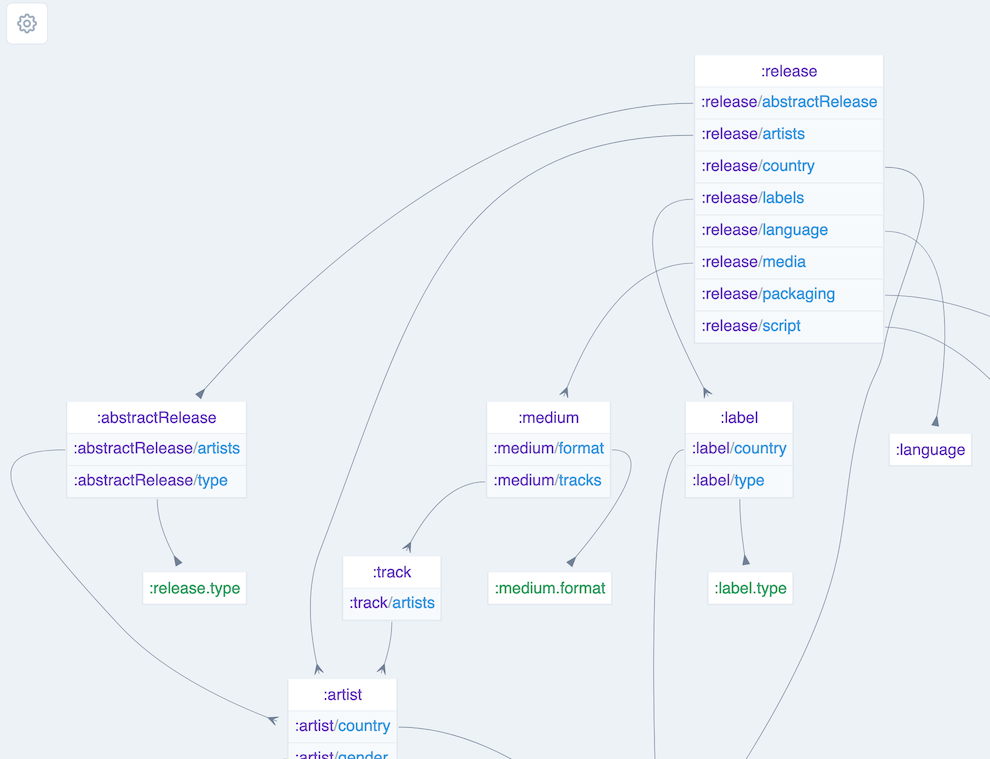 :release
:release/abstractRelease
:release/artists
:release/country
:release/labels
:release/language
:release/media
:release/packaging
:release/script
:abstractRelease
:abstractRelease/artists
:abstractRelease/type
:medium
:medium/format
:medium/tracks
:label
:label/country
:label/type
:language
:release.type
:track
:track/artists
:medium.format
:label.type
:artist
:artist/country
:artist/gender